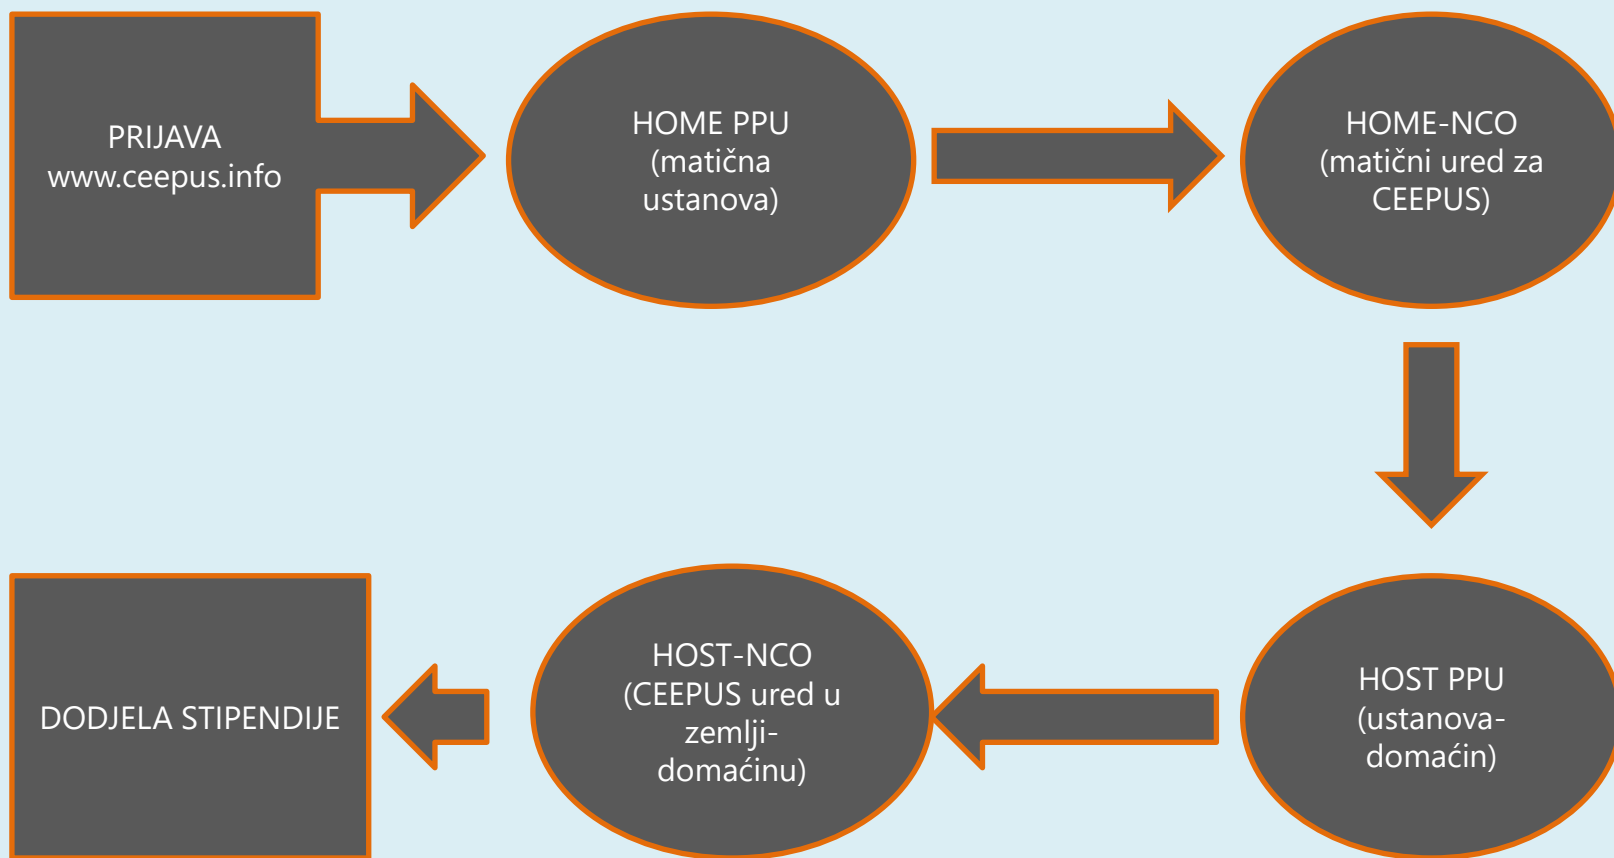 PRIJAVA
www.ceepus.info
HOME PPU
(matična
ustanova)
HOME-NCO
(matični ured za
CEEPUS)
HOST PPU
(ustanova-
domaćin)
HOST-NCO
(CEEPUS ured u
zemlji-
domaćinu)
DODJELA STIPENDIJE